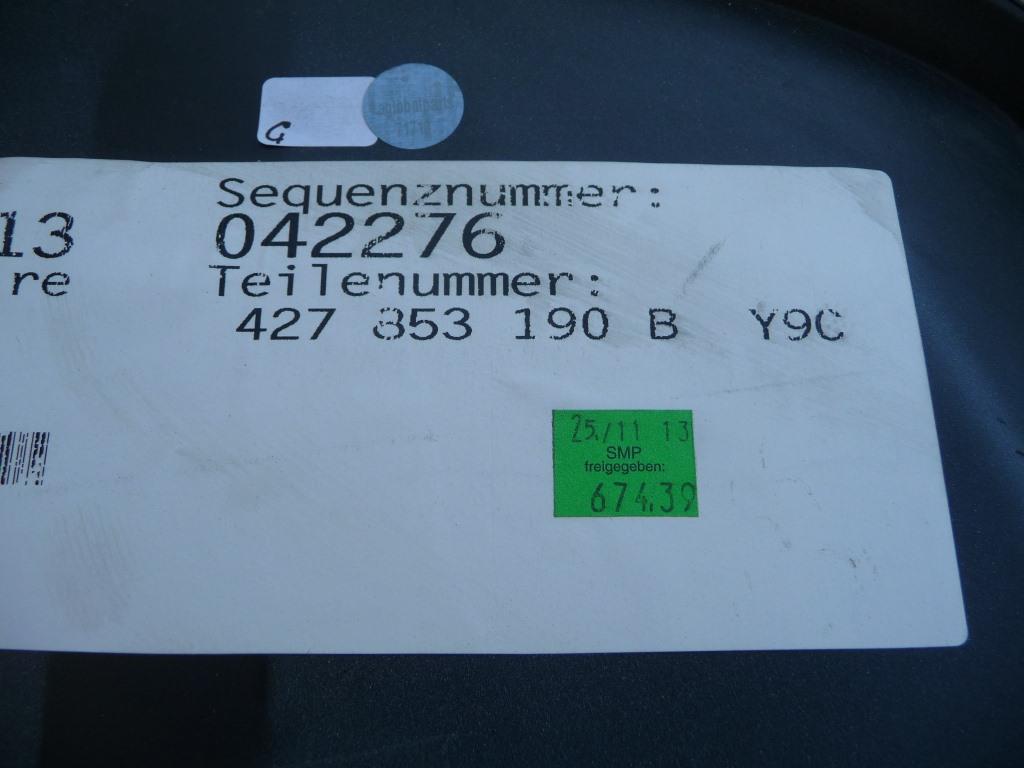 G
Sequenznummer:
13 042276
re Teilenummer:
427 853 190 B Y9C
25./11 13
SMP
freigegeben:
674.39